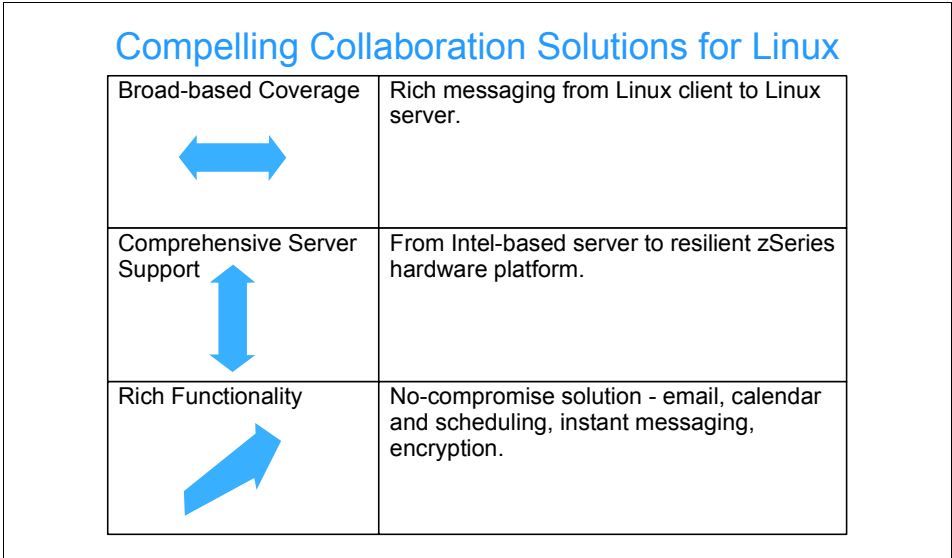 Compelling Collaboration Solutions for Linux
Broad-based Coverage
Rich messaging from Linux client to Linux
server.
Comprehensive Server
Support
From Intel-based server to resilient zSeries
hardware platform.
Rich Functionality
No-compromise solution - email, calendar
and scheduling, instant messaging,
encryption.